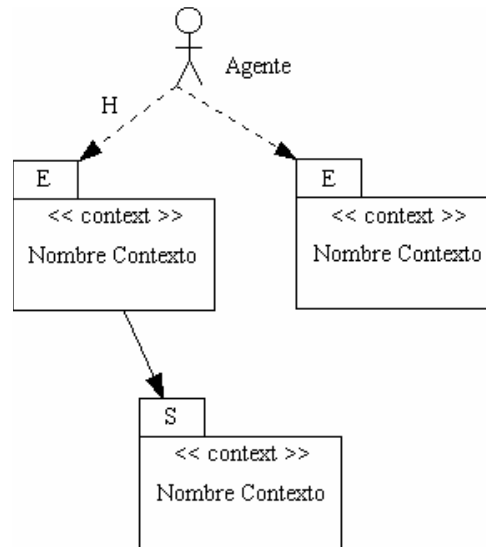 Agente
H
E
<< context >>
Nombre Contexto
E
<< context >>
Nombre Contexto
S
<< context >>
Nombre Contexto